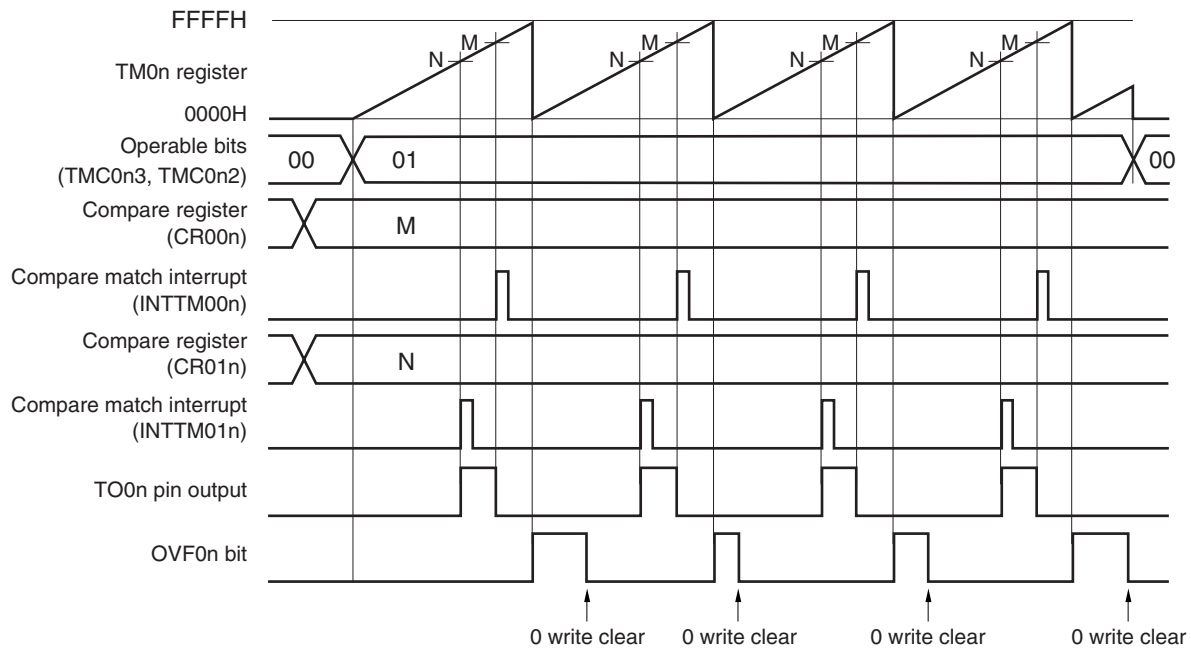 FFFFH
TM0n register
0000H
M
N
M
N
M
N
M
N
Operable bits
(TMC0n3, TMC0n2)
00
01
00
Compare register
(CR00n)
M
Compare match interrupt
(INTTM00n)
Compare register
(CR01n)
N
Compare match interrupt
(INTTM01n)
TO0n pin output
OVF0n bit
0 write clear
0 write clear
0 write clear
0 write clear